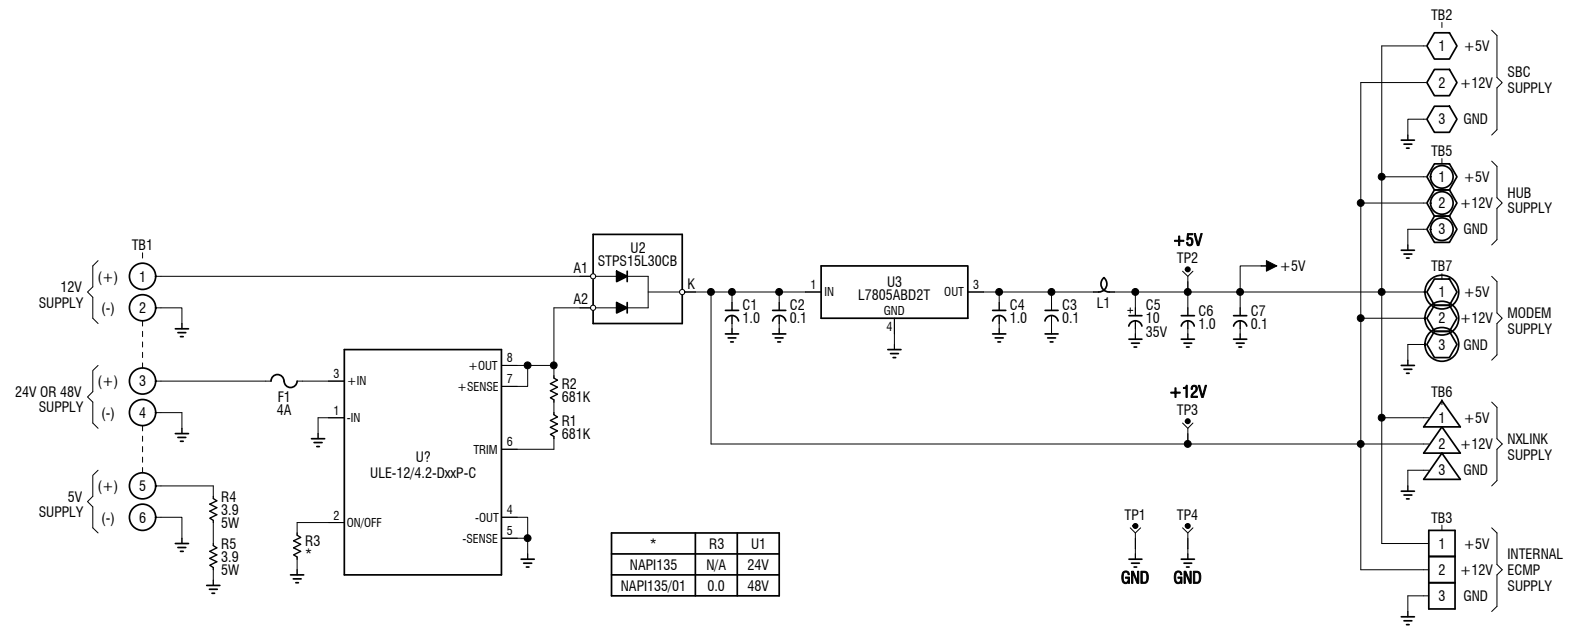 TB1
12V
SUPPLY
(+)
(-)
1
2
24V OR 48V
SUPPLY
(+)
(-)
3
4
5V
SUPPLY
(+)
(-)
5
6
R4
3.9
5W
R5
3.9
5W
F1
4A
3
+IN
1
-IN
2
ON/OFF
R3
*
U?
ULE-12/4.2-DxxP-C
+OUT
8
+SENSE
7
TRIM
6
-OUT
4
-SENSE
5
R2
681K
R1
681K
A1
A2
U2
STPS15L30CB
K
C1
1.0
C2
0.1
1
IN
U3
L7805ABD2T
GND
4
OUT
3
C4
1.0
C3
0.1
L1
+
C5
10
35V
C6
1.0
C7
0.1
+5V
TP2
+5V
+12V
TP3
TP1
GND
TP4
GND
* R3 U1
NAPI135 N/A 24V
NAPI135/01 0.0 48V
TB2
1 +5V
2 +12V
3 GND
SBC
SUPPLY
TB5
1 +5V
2 +12V
3 GND
HUB
SUPPLY
TB7
1 +5V
2 +12V
3 GND
MODEM
SUPPLY
TB6
1 +5V
2 +12V
3 GND
NXLINK
SUPPLY
TB3
1 +5V
2 +12V
3 GND
INTERNAL
ECMP
SUPPLY